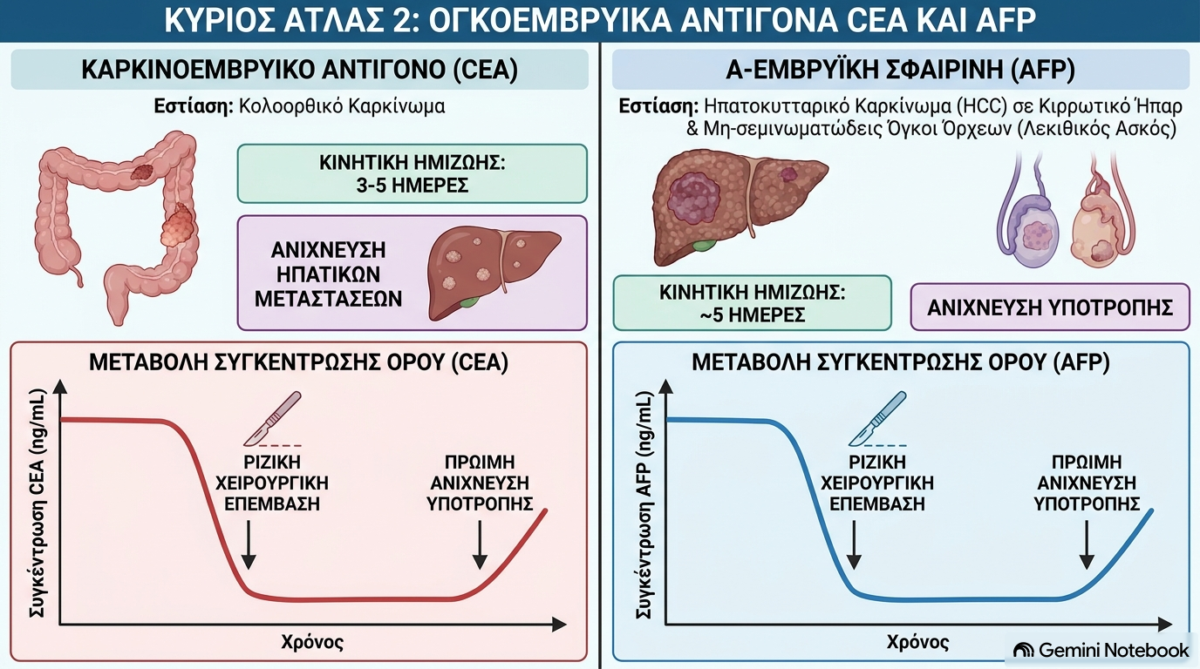 ΚΥΡΙΟΣ ΑΤΛΑΣ 2: ΟΓΚΟΕΜΒΡΥΙΚΑ ΑΝΤΙΓΟΝΑ CEA ΚΑΙ AFP
ΚΑΡΚΙΝΟΕΜΒΡΥΙΚΟ ΑΝΤΙΓΟΝΟ (CEA)
Εστίαση: Κολοορθικό Καρκίνωμα
ΚΙΝΗΤΙΚΗ ΗΜΙΖΩΗΣ:
3-5 ΗΜΕΡΕΣ
ΑΝΙΧΝΕΥΣΗ
ΗΠΑΤΙΚΩΝ
ΜΕΤΑΣΤΑΣΕΩΝ
ΜΕΤΑΒΟΛΗ ΣΥΓΚΕΝΤΡΩΣΗΣ ΟΡΟΥ (CEA)
Συγκέντρωση CEA (ng/mL)
ΡΙΖΙΚΗ
ΧΕΙΡΟΥΡΓΙΚΗ
ΕΠΕΜΒΑΣΗ
ΠΡΩΙΜΗ
ΑΝΙΧΝΕΥΣΗ
ΥΠΟΤΡΟΠΗΣ
Χρόνος
Α-ΕΜΒΡΥΪΚΗ ΣΦΑΙΡΙΝΗ (AFP)
Εστίαση: Ηπατοκυτταρικό Καρκίνωμα (HCC) σε Κιρρωτικό Ήπαρ
& Μη-σεμινωματώδεις Όγκοι Όρχεων (Λεκιθικός Ασκός)
ΚΙΝΗΤΙΚΗ ΗΜΙΖΩΗΣ:
~5 ΗΜΕΡΕΣ
ΑΝΙΧΝΕΥΣΗ ΥΠΟΤΡΟΠΗΣ
ΜΕΤΑΒΟΛΗ ΣΥΓΚΕΝΤΡΩΣΗΣ ΟΡΟΥ (AFP)
Συγκέντρωση AFP (ng/mL)
ΡΙΖΙΚΗ
ΧΕΙΡΟΥΡΓΙΚΗ
ΕΠΕΜΒΑΣΗ
ΠΡΩΙΜΗ
ΑΝΙΧΝΕΥΣΗ
ΥΠΟΤΡΟΠΗΣ
Χρόνος
Gemini Notebook